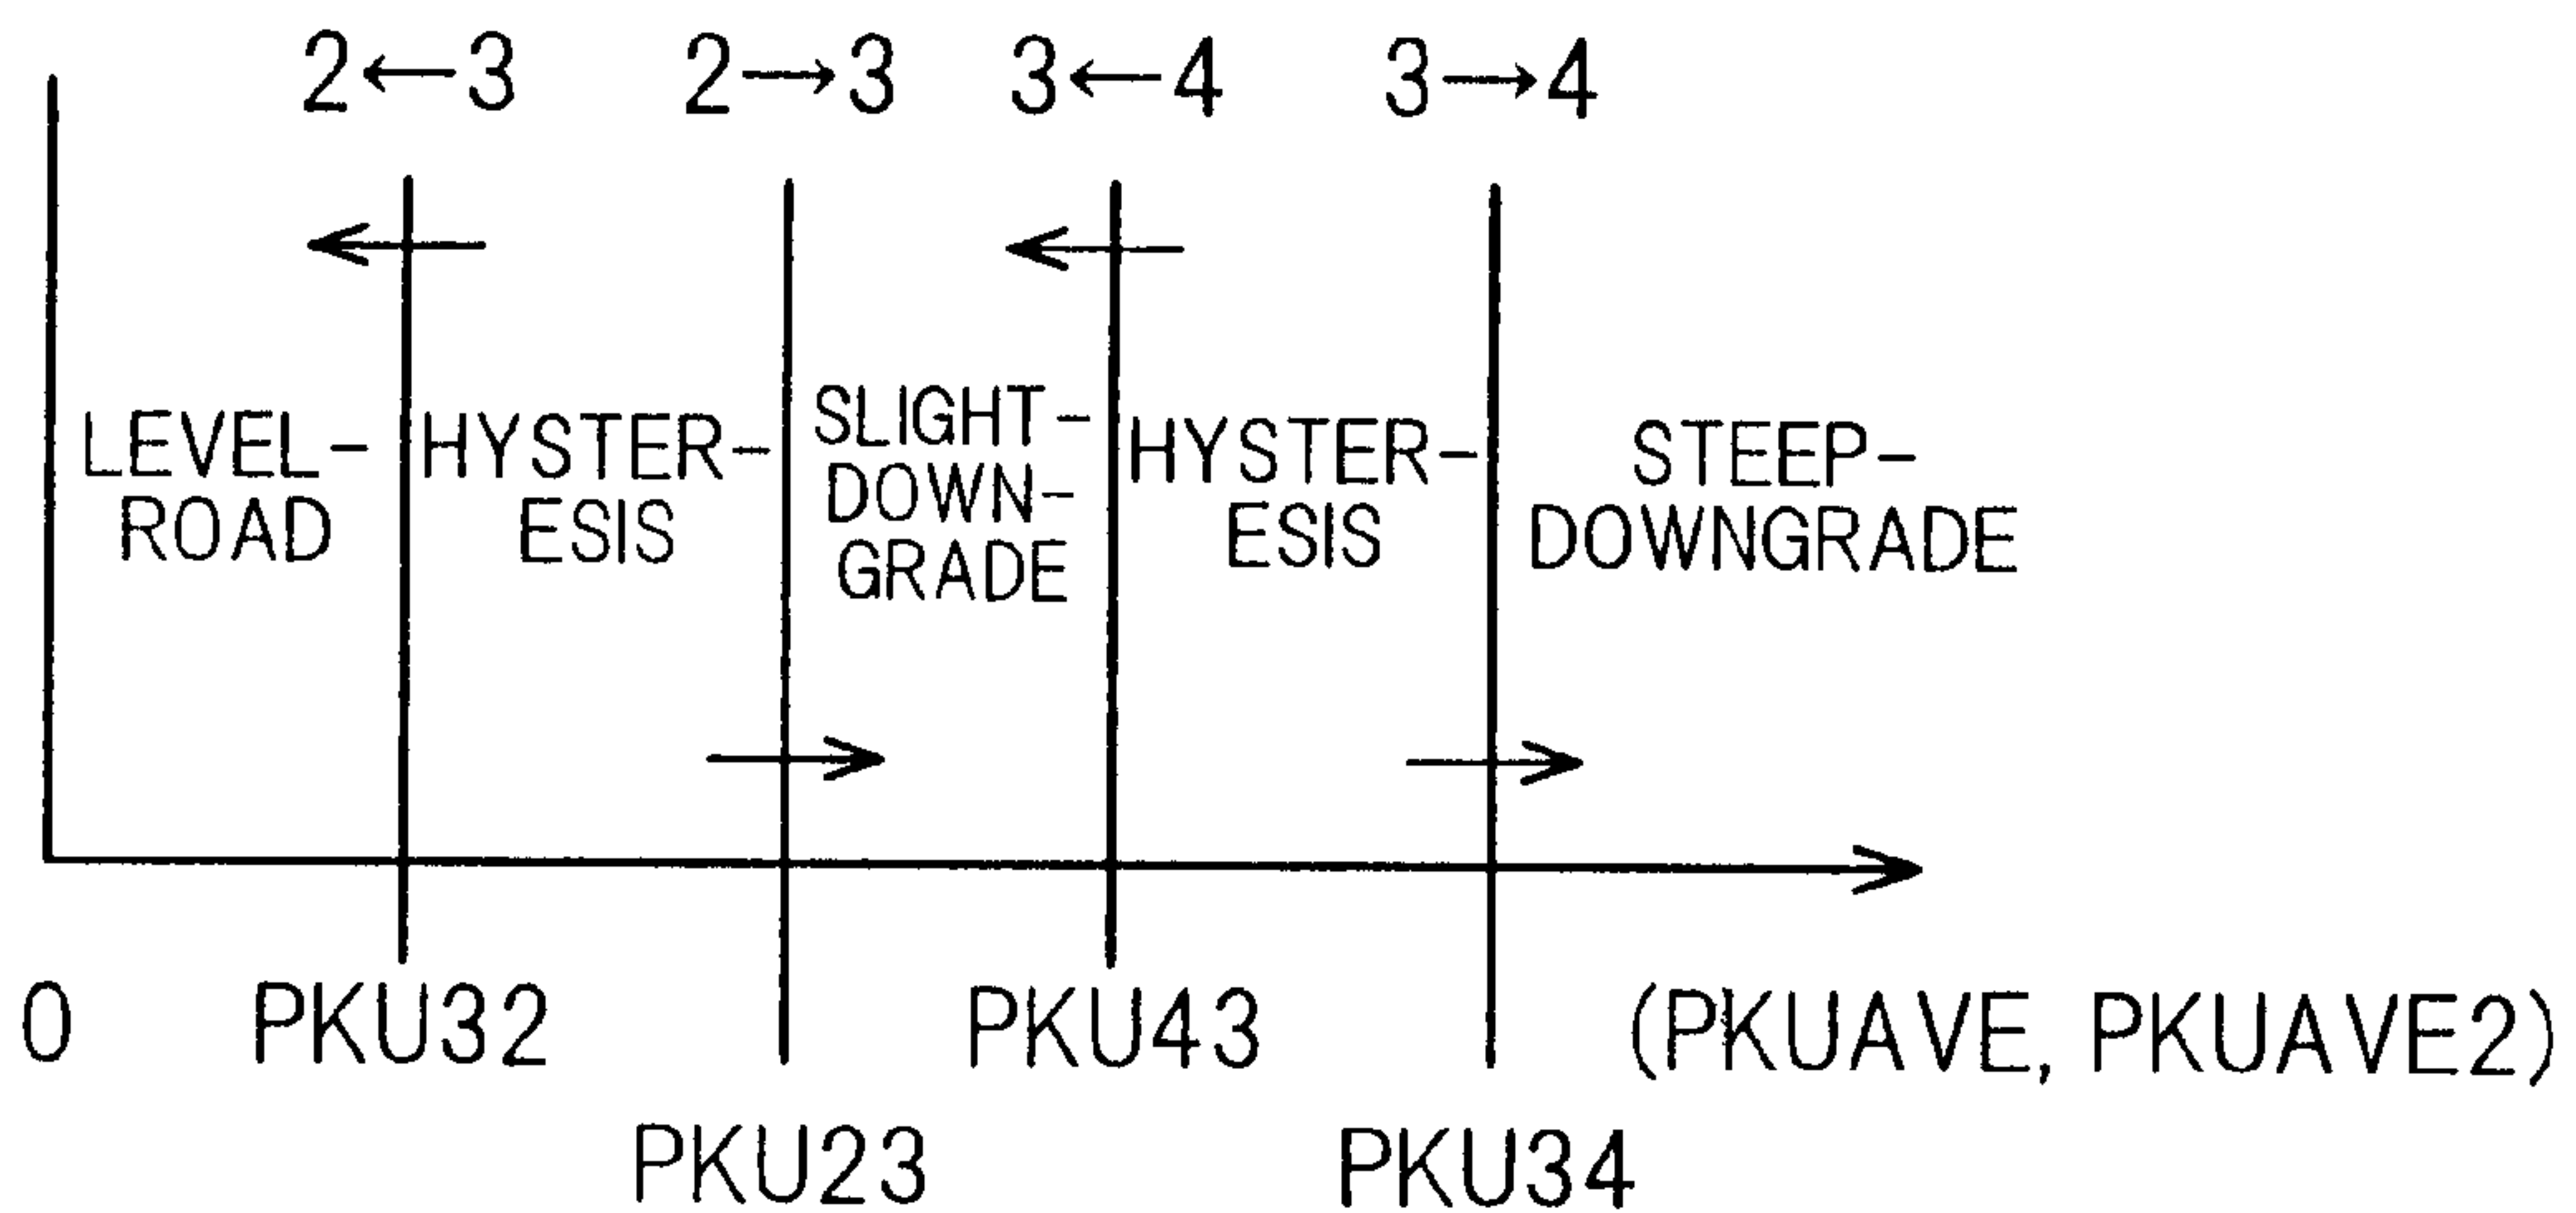 2←3 2→3 3←4 3→4
LEVEL-
ROAD
HYSTER-
ESIS
SLIGHT-
DOWN-
GRADE
HYSTER-
ESIS
STEEP-
DOWNGRADE
0 PKU32 PKU43 (PKUAVE, PKUAVE2)
PKU23 PKU34